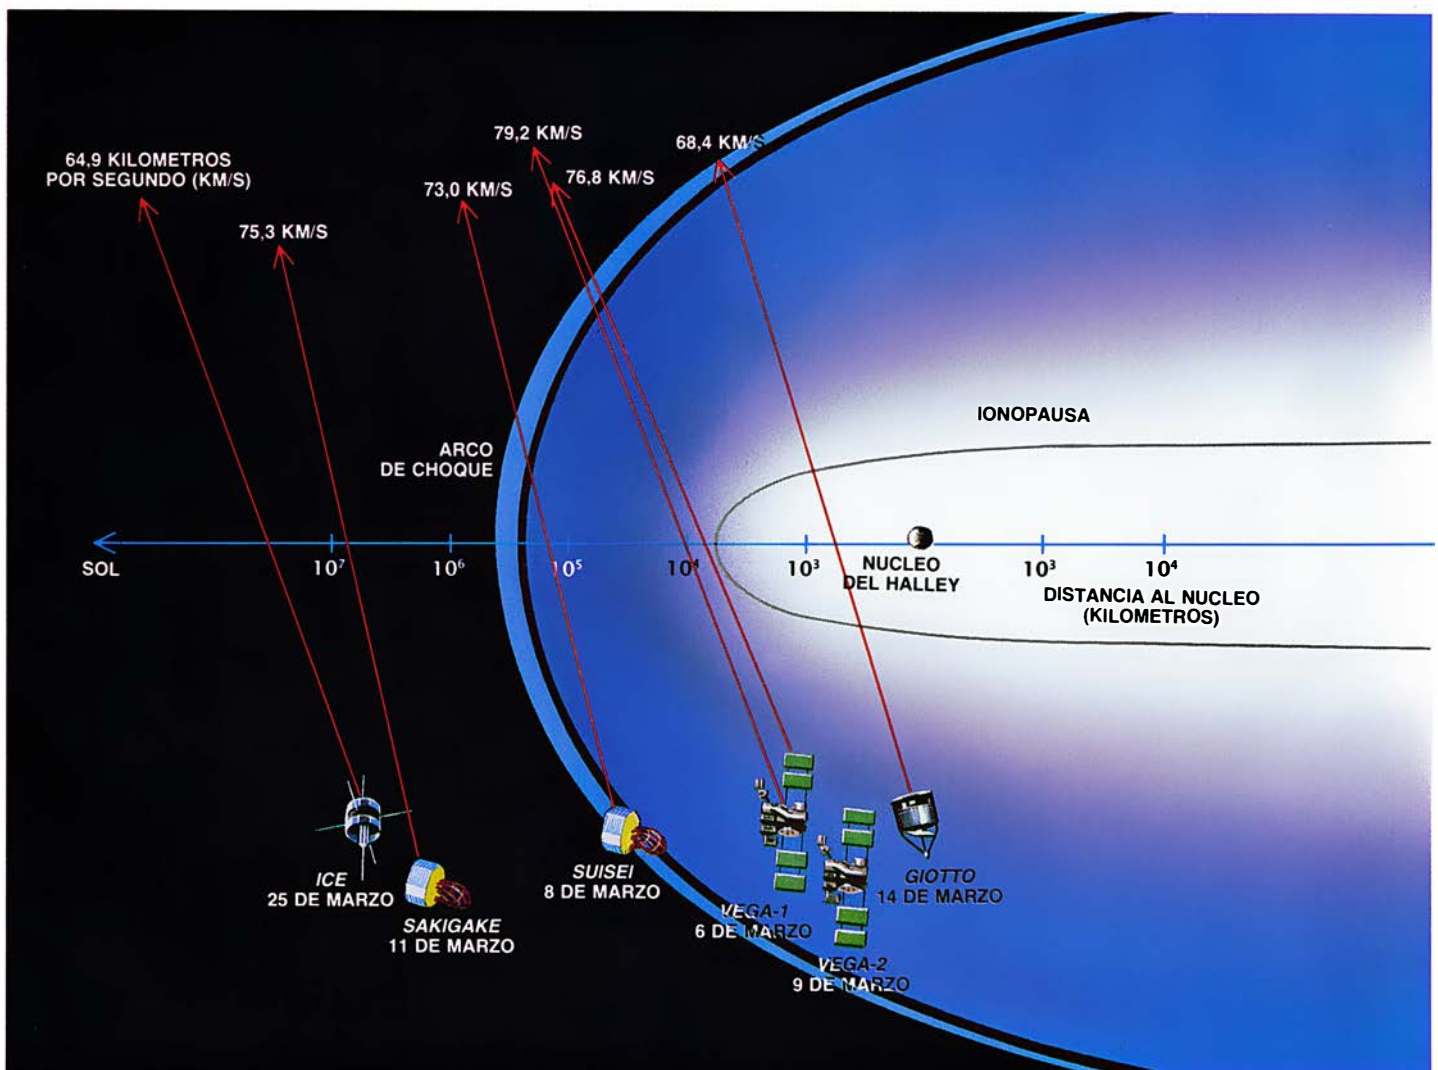 79,2 KM/S
68,4 KM/S
64,9 KILOMETROS
POR SEGUNDO (KM/S)
76,8 KM/S
73,0 KM/S
75,3 KM/S
IONOPAUSA
ARCO
DE CHOQUE
SOL
10⁷
10⁶
10⁵
10⁴
10³
NUCLEO
DEL HALLEY
10³
10⁴
DISTANCIA AL NUCLEO
(KILOMETROS)
ICE
25 DE MARZO
SAKIGAKE
11 DE MARZO
SUISEI
8 DE MARZO
VEGA-1
6 DE MARZO
VEGA-2
9 DE MARZO
GIOTTO
14 DE MARZO